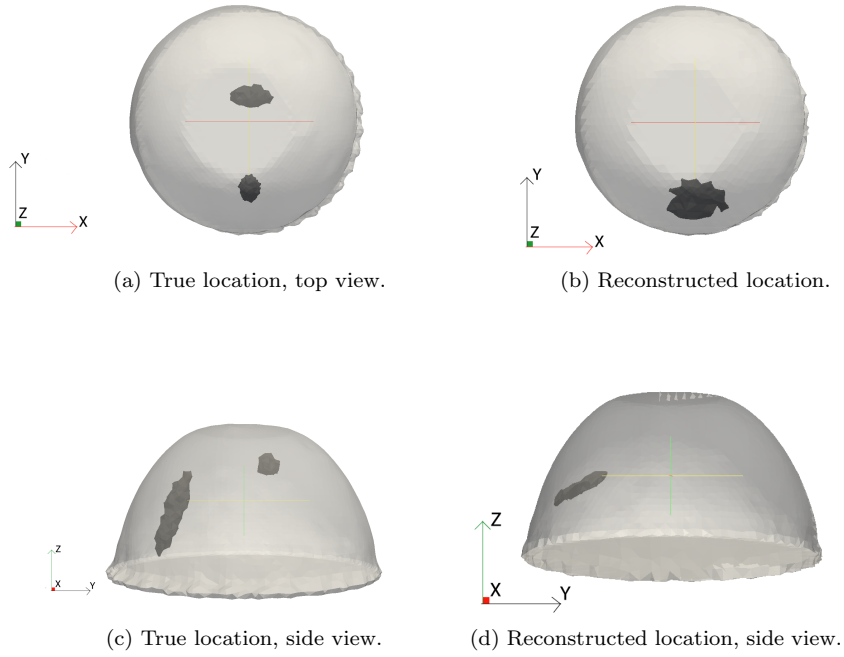 Y
Z
X
Y
Z
X
(a) True location, top view.
(b) Reconstructed location.
Z
X
Y
Z
X
Y
(c) True location, side view.
(d) Reconstructed location, side view.